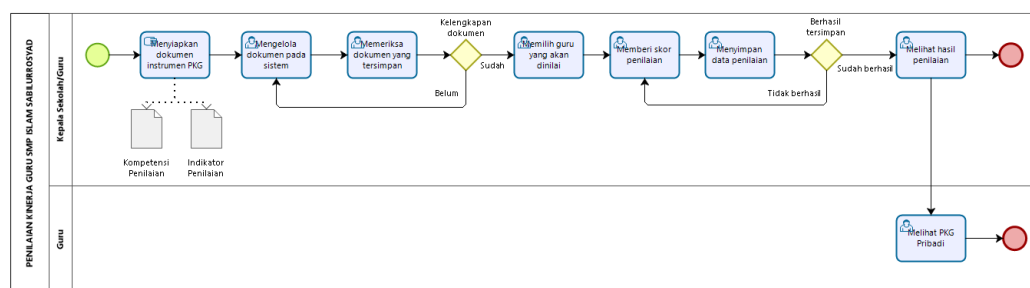 PENILAIAN KINERJA GURU SMP ISLAM SABILURROSYAD
Kepala Sekolah/Guru
Menyiapkan
dokumen
instrumen PKG
Mengelola
dokumen pada
sistem
Memeriksa
dokumen yang
tersimpan
Kelengkapan
dokumen
Sudah
Belum
Memilih guru
yang akan
dinilai
Memberi skor
penilaian
Menyimpan
data penilaian
Berhasil
tersimpan
Sudah berhasil
Tidak berhasil
Melihat hasil
penilaian
Kompetensi
Penilaian
Indikator
Penilaian
Guru
Melihat PKG
Pribadi